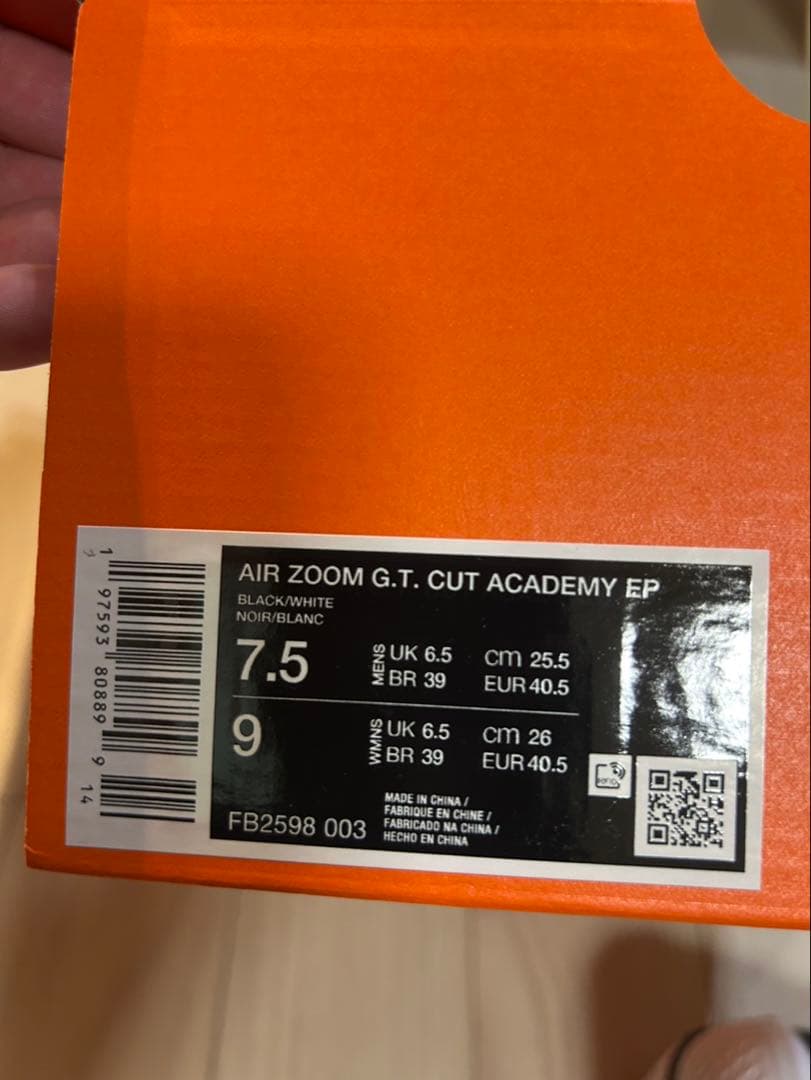 AIR ZOOM G.T. CUT ACADEMY EP
BLACK/WHITE
NOIR/BLANC
7.5
MENS
UK 6.5
cm 25.5
BR 39
EUR 40.5
9
WMNS
UK 6.5
cm 26
BR 39
EUR 40.5
FB2598 003
MADE IN CHINA /
FABRIQUE EN CHINE /
FABRICADO NA CHINA /
HECHO EN CHINA
1 97593 80889 9 14